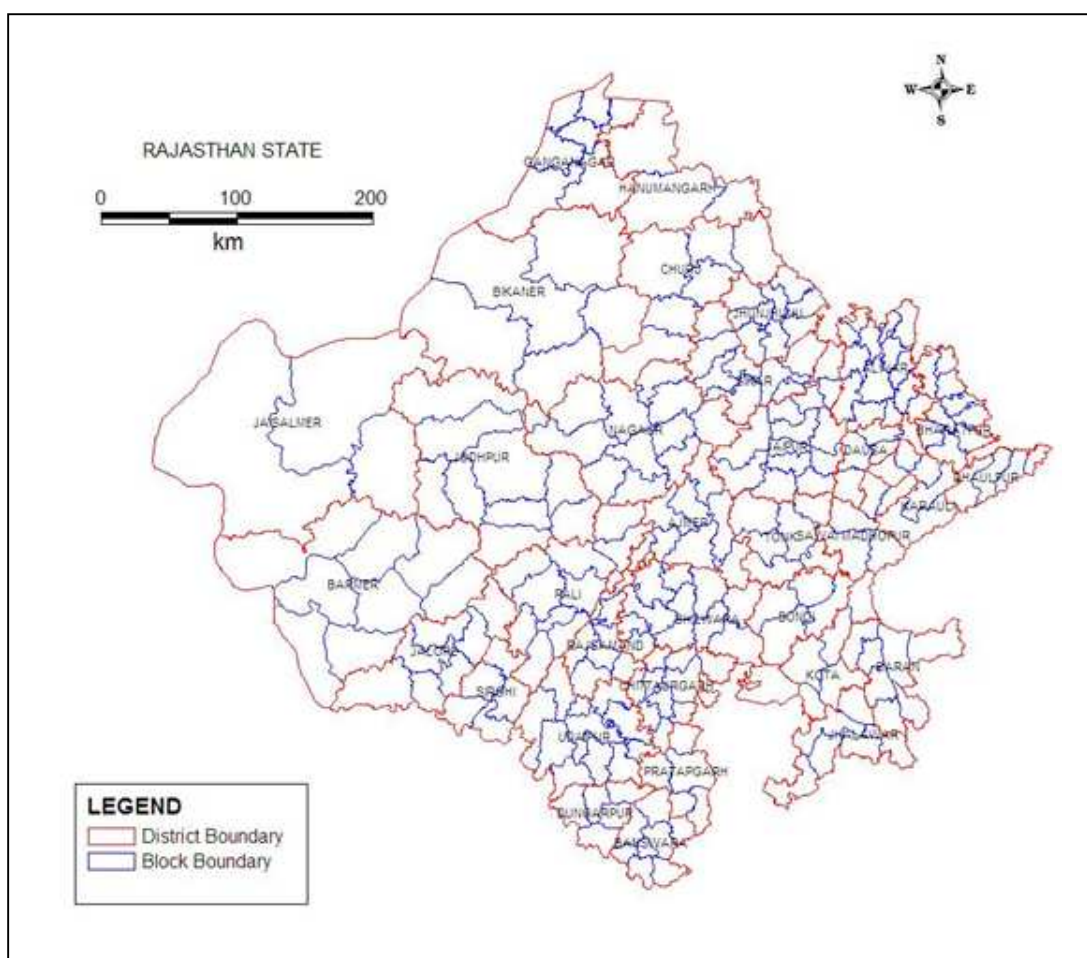 N
W E
S
RAJASTHAN STATE
0 100 200
km
GANGANAGAR
HANUMANGARH
CHURU
BIKANER
JHUNJHUNU
SIKAR
ALWAR
JAISALMER
NAGAUR
BHARATPUR
JODHPUR
JAIPUR
DAUSA
DHAULPUR
KARAULI
AJMER
TONK
SAWAI MADHOPUR
BARMER
PALI
BHILWARA
BUNDI
JALORE
RAJSAMAND
BARAN
KOTA
SIROHI
CHITTAURGARH
UDAIPUR
JHALAWAR
PRATAPGARH
DUNGARPUR
BANSWARA
LEGEND
District Boundary
Block Boundary